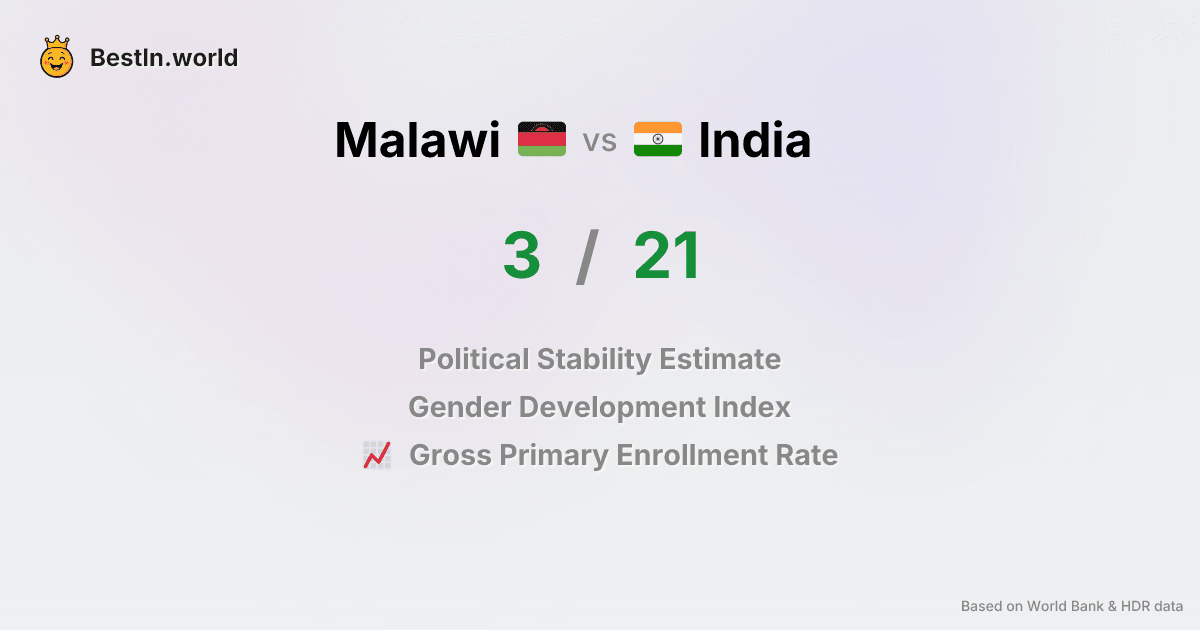 BestIn.world
Malawi vs India
3 / 21
Political Stability Estimate
Gender Development Index
Gross Primary Enrollment Rate
Based on World Bank & HDR data